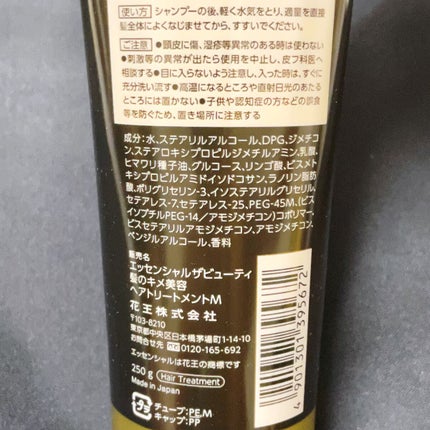 使い方 シャンプーの後、軽く水気をとり、適量を直接
髪全体によくなじませてから、すすいでください。
ご注意 ●頭皮に傷、湿疹等異常のある時は使わない
●刺激等の異常が出たら使用を中止し、皮フ科医へ
相談する●目に入らないよう注意し、入った時は、すぐに
充分洗い流す●高温になるところや直射日光のあたる
ところには置かない●子供や認知症の方などの誤食
等を防ぐため、置き場所に注意する
成分:水、ステアリルアルコール、DPG、ジメチコ
ン、ステアロキシプロピルジメチルアミン、乳酸、
ヒマワリ種子油、グルコース、リンゴ酸、ビスメト
キシプロピルアミドイソドコサン、ラノリン脂肪
酸、ポリグリセリン-3、イソステアリルグリセリル、
セテアレス-7、セテアレス-25、PEG-45M、(ビス
イソブチルPEG-14/アモジメチコン)コポリマー、
ビスセテアリルアモジメチコン、アモジメチコン、
ベンジルアルコール、香料
販売名
エッセンシャルザビューティ
髪のキメ美容
ヘアトリートメントM
花王株式会社
〒103-8210
東京都中央区日本橋茅場町1-14-10
お問合せ先 0120-165-692
エッセンシャルは花王の商標です
250g Hair Treatment
Made in Japan
プラ チューブ:PE,M
キャップ:PP
4901301395672